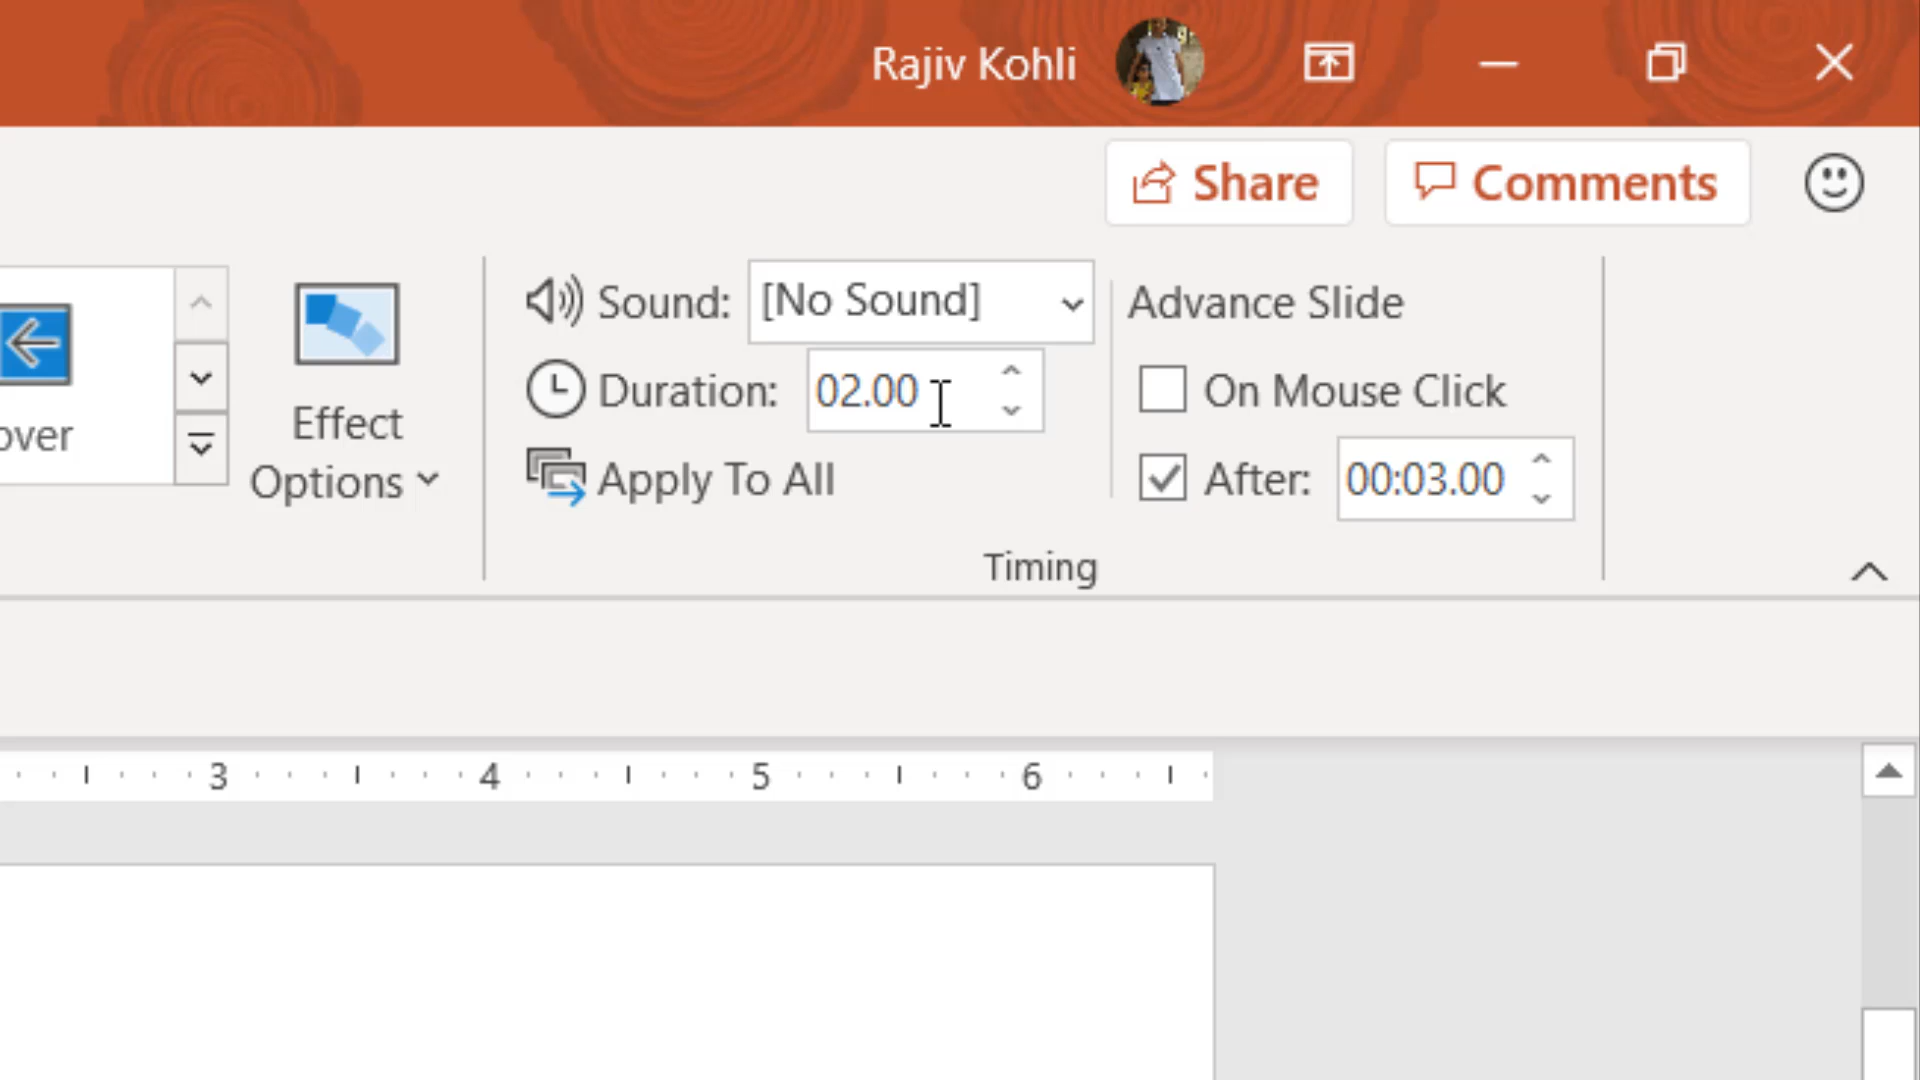 Rajiv Kohli
Share
Comments
Sound: [No Sound]
Advance Slide
Duration: 02.00
On Mouse Click
over
Effect
Options
Apply To All
After: 00:03.00
Timing
3 4 5 6